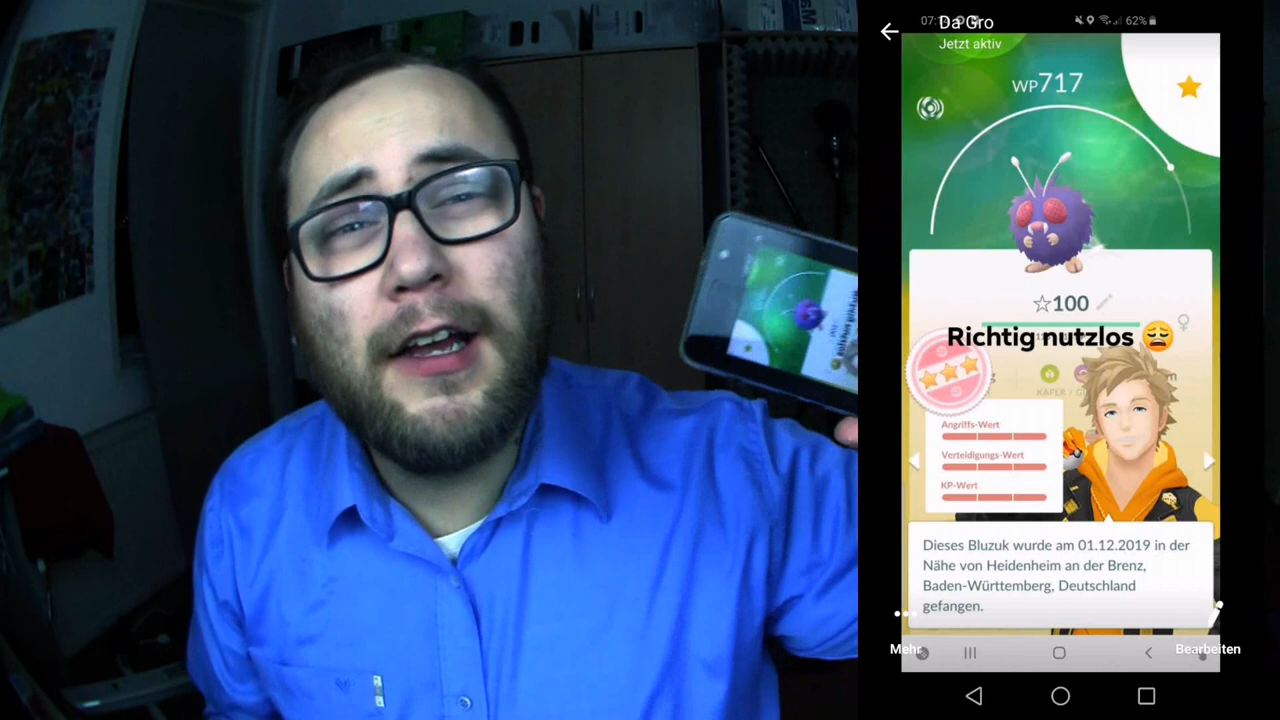 Da Gro
Jetzt aktiv
62%
WP717
☆100
Richtig nutzlos 😩
Angriffs-Wert
Verteidigungs-Wert
KP-Wert
Dieses Bluzuk wurde am 01.12.2019 in der
Nähe von Heidenheim an der Brenz,
Baden-Württemberg, Deutschland
gefangen.
Mehr
Bearbeiten